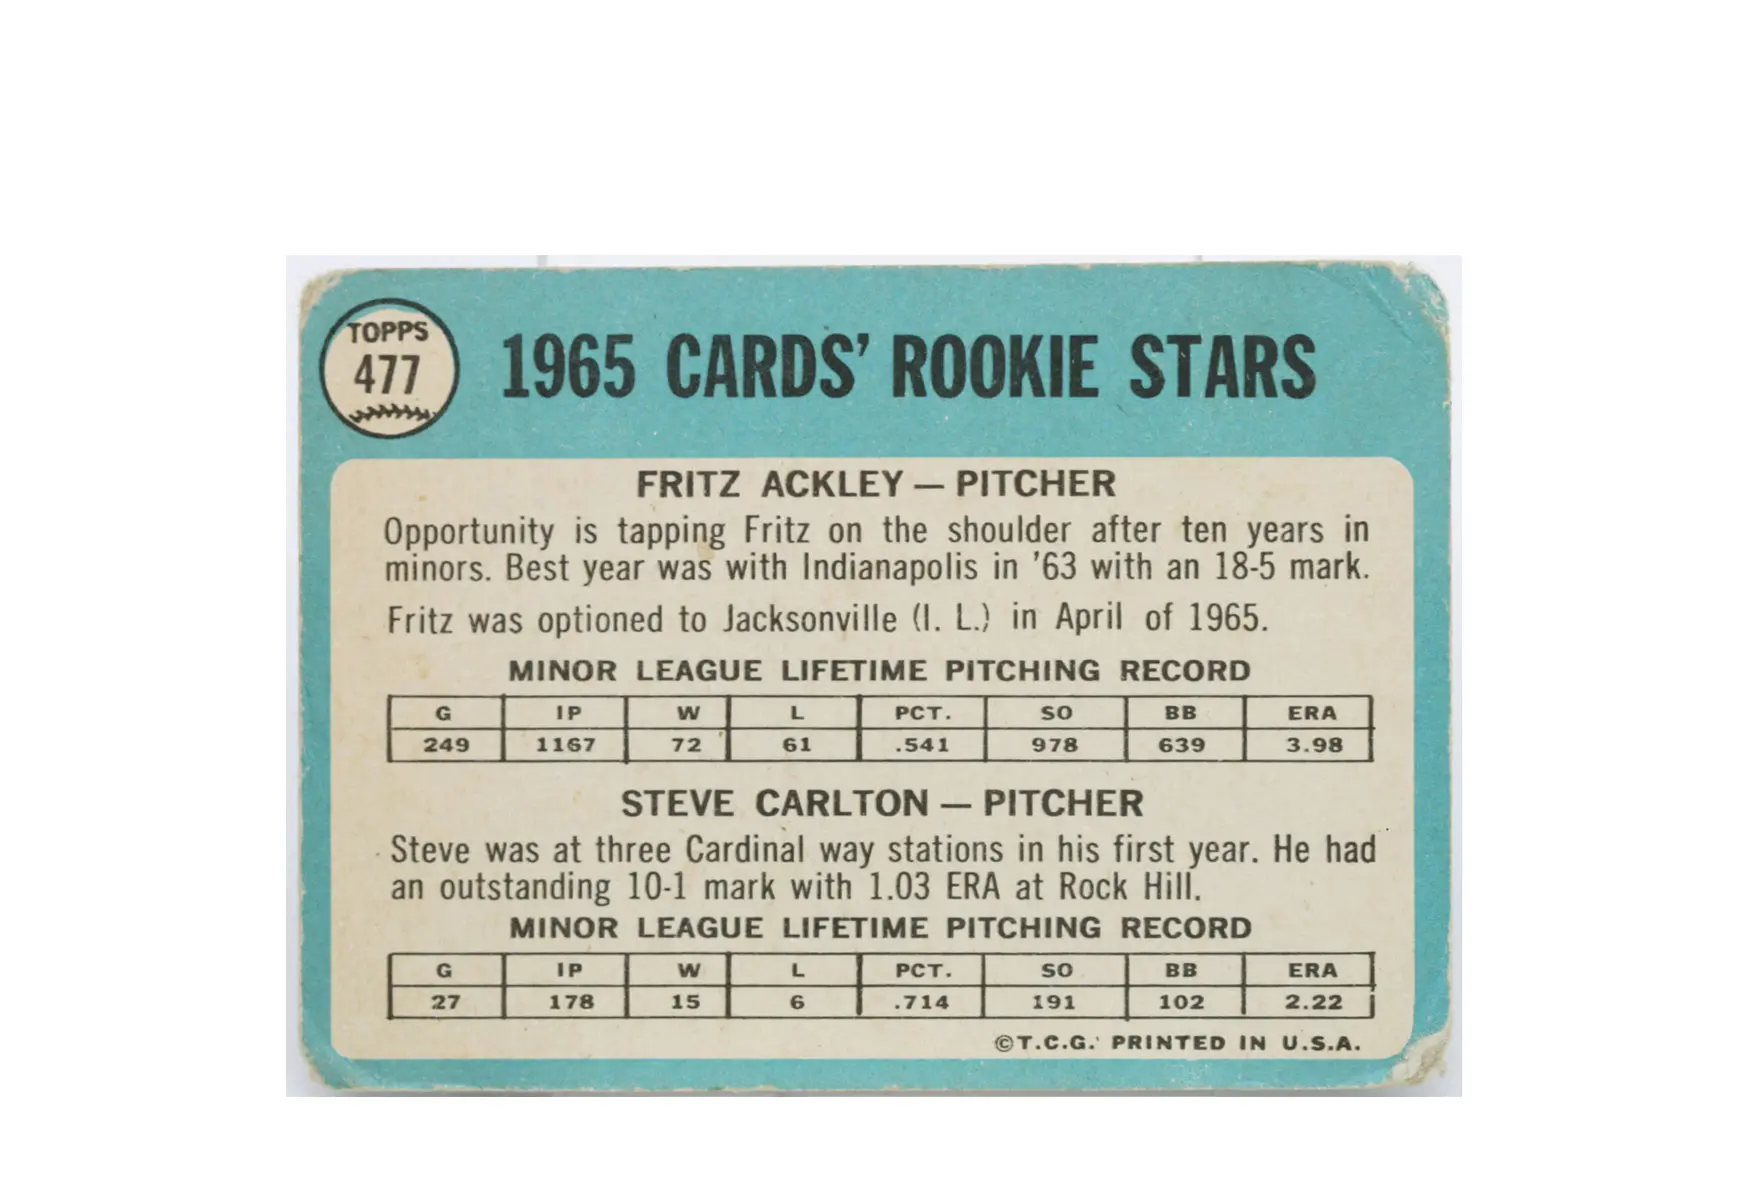 TOPPS
477
1965 CARDS' ROOKIE STARS
FRITZ ACKLEY — PITCHER
Opportunity is tapping Fritz on the shoulder after ten years in
minors. Best year was with Indianapolis in '63 with an 18-5 mark.
Fritz was optioned to Jacksonville (I. L.) in April of 1965.
MINOR LEAGUE LIFETIME PITCHING RECORD
G IP W L PCT. SO BB ERA
249 1167 72 61 .541 978 639 3.98
STEVE CARLTON — PITCHER
Steve was at three Cardinal way stations in his first year. He had
an outstanding 10-1 mark with 1.03 ERA at Rock Hill.
MINOR LEAGUE LIFETIME PITCHING RECORD
G IP W L PCT. SO BB ERA
27 178 15 6 .714 191 102 2.22
©T.C.G. PRINTED IN U.S.A.